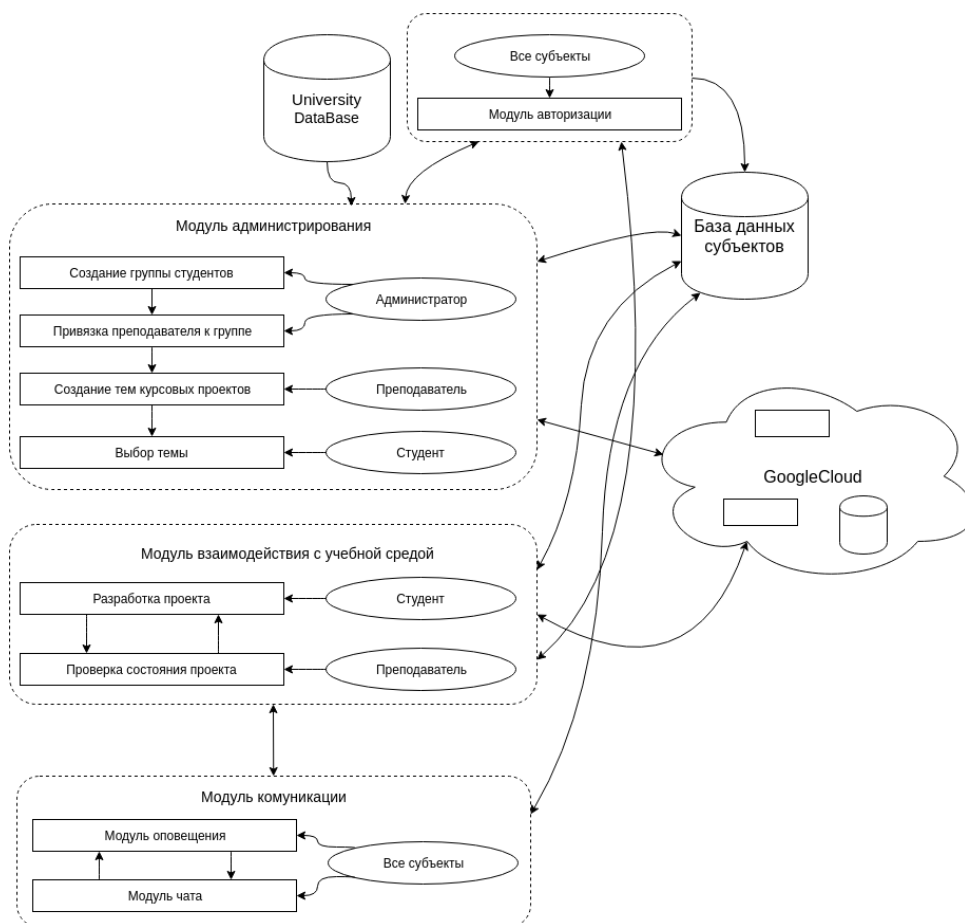 Все субъекты
Модуль авторизации
University
DataBase
База данных
субъектов
Модуль администрирования
Создание группы студентов
Администратор
Привязка преподавателя к группе
Создание тем курсовых проектов
Преподаватель
Выбор темы
Студент
GoogleCloud
Модуль взаимодействия с учебной средой
Разработка проекта
Студент
Проверка состояния проекта
Преподаватель
Модуль комуникации
Модуль оповещения
Все субъекты
Модуль чата